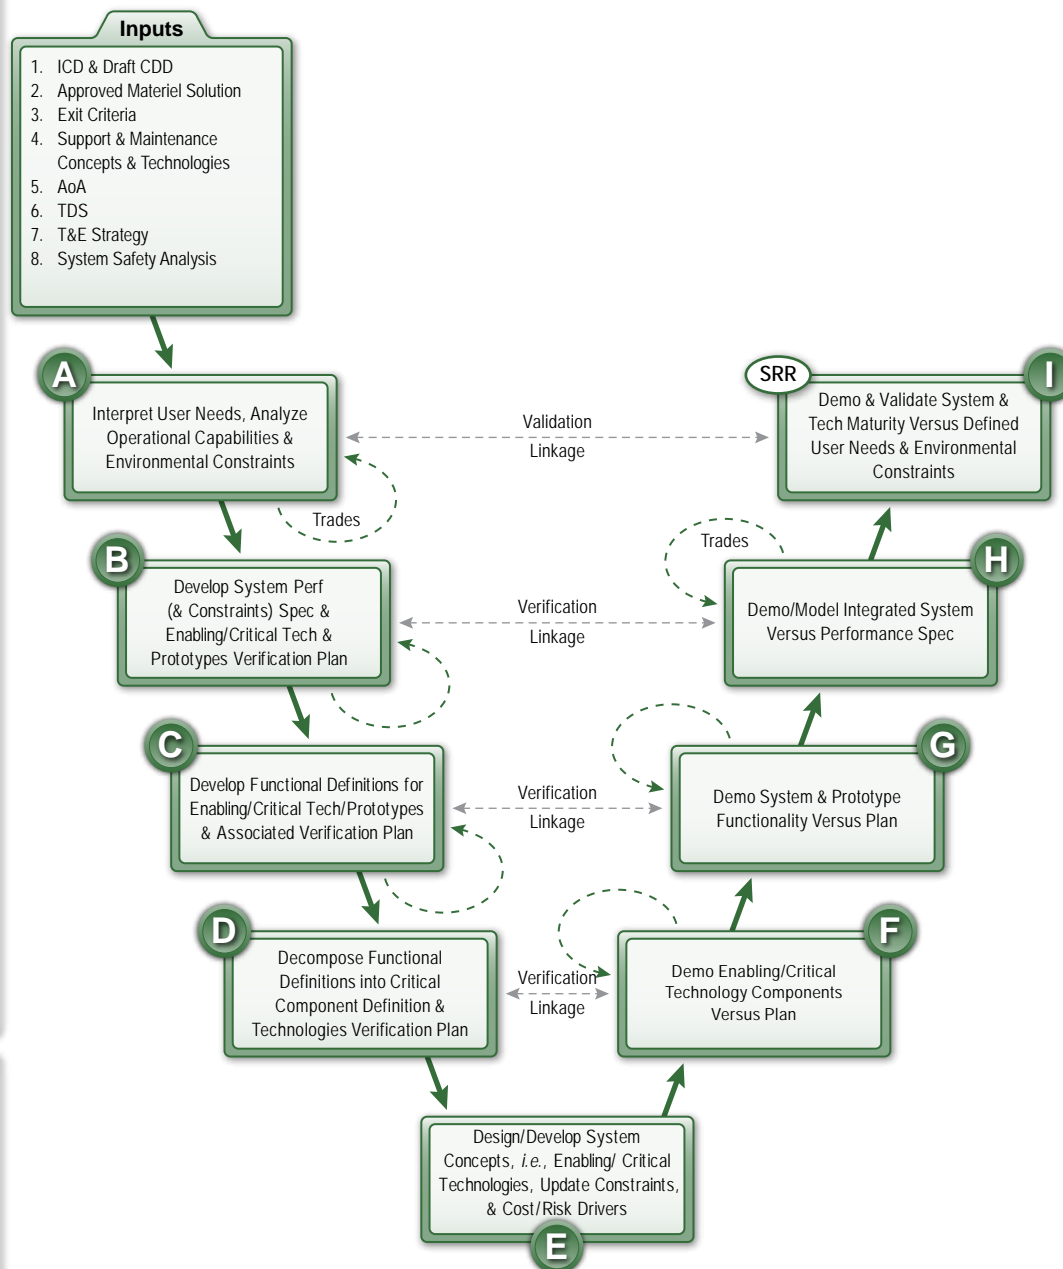 Inputs
1. ICD & Draft CDD
2. Approved Materiel Solution
3. Exit Criteria
4. Support & Maintenance
Concepts & Technologies
5. AoA
6. TDS
7. T&E Strategy
8. System Safety Analysis
A
Interpret User Needs, Analyze
Operational Capabilities &
Environmental Constraints
Validation
Linkage
SRR
I
Demo & Validate System &
Tech Maturity Versus Defined
User Needs & Environmental
Constraints
Trades
Trades
B
Develop System Perf
(& Constraints) Spec &
Enabling/Critical Tech &
Prototypes Verification Plan
Verification
Linkage
H
Demo/Model Integrated System
Versus Performance Spec
C
Develop Functional Definitions for
Enabling/Critical Tech/Prototypes
& Associated Verification Plan
Verification
Linkage
G
Demo System & Prototype
Functionality Versus Plan
D
Decompose Functional
Definitions into Critical
Component Definition &
Technologies Verification Plan
Verification
Linkage
F
Demo Enabling/Critical
Technology Components
Versus Plan
Design/Develop System
Concepts, i.e., Enabling/ Critical
Technologies, Update Constraints,
& Cost/Risk Drivers
E